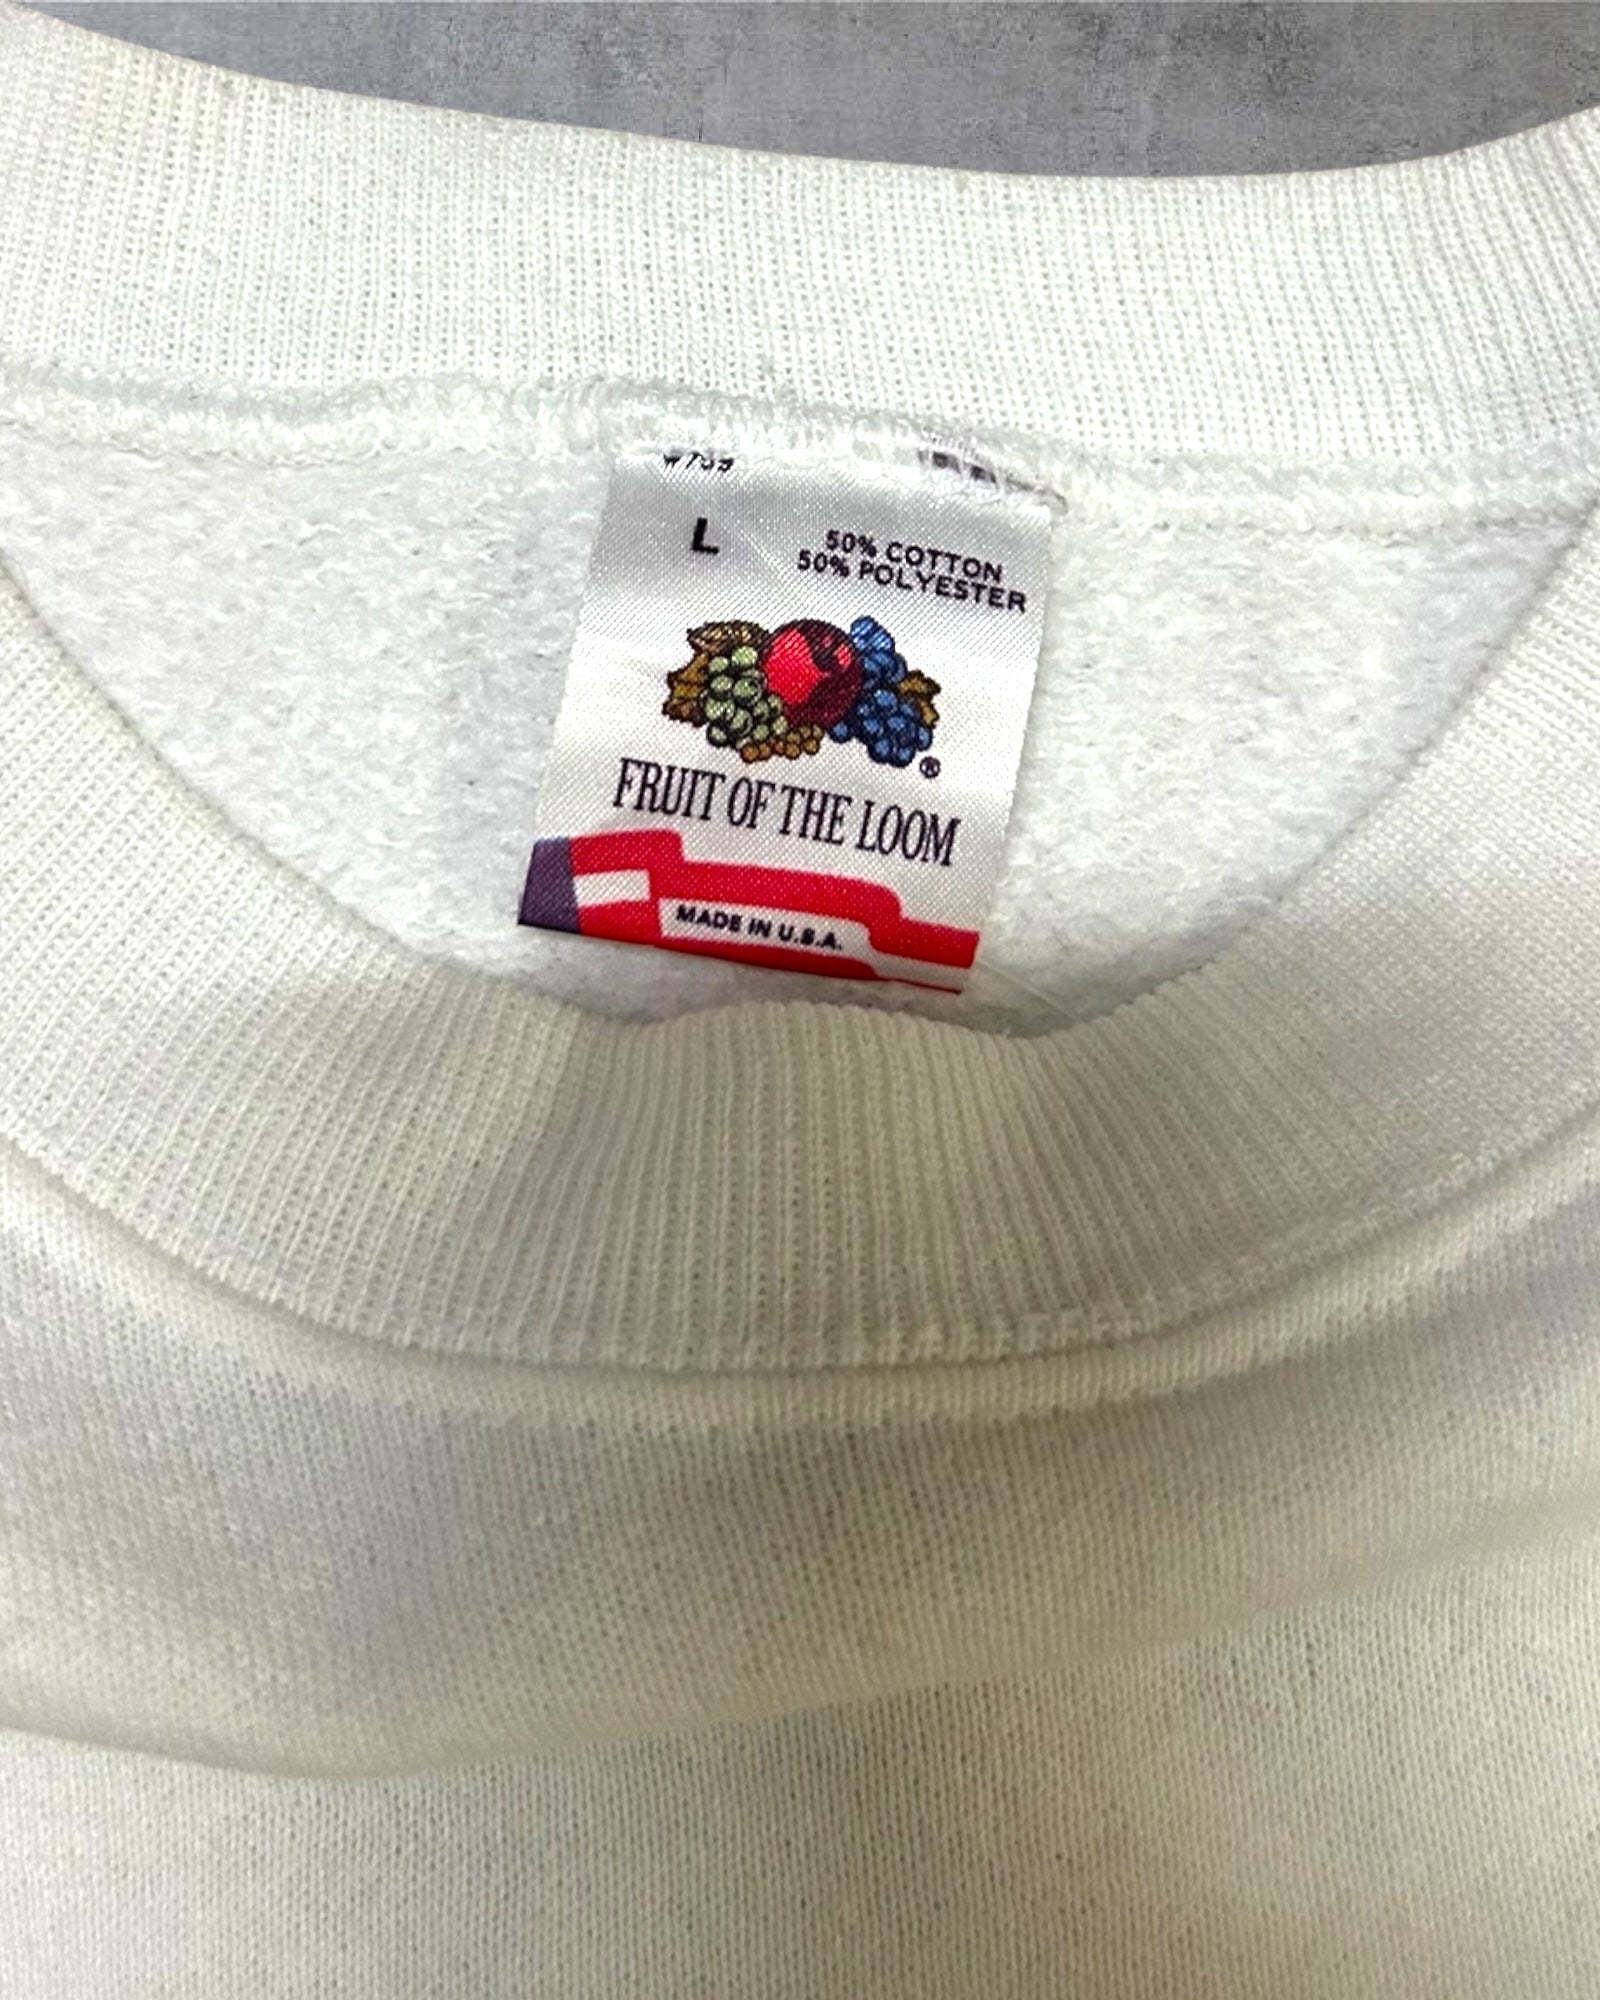 L
50% COTTON
50% POLYESTER
®
FRUIT OF THE LOOM
MADE IN U.S.A.